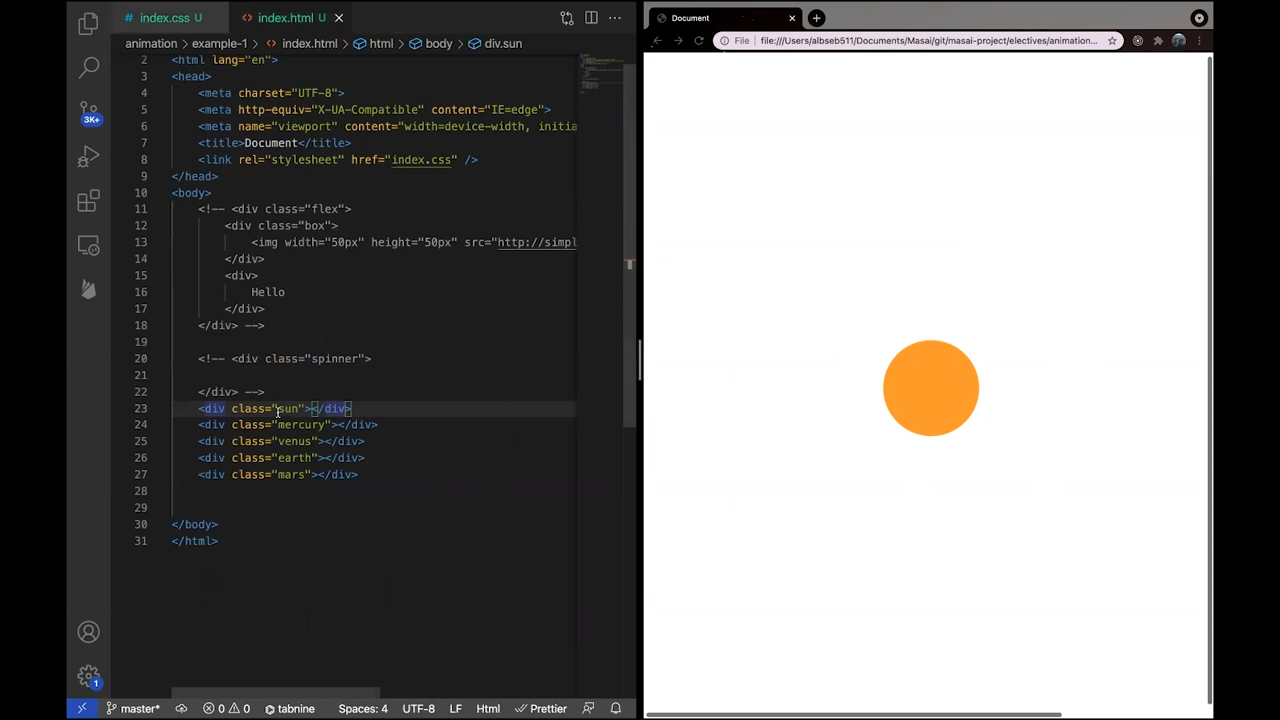 index.css U
index.html U
animation > example-1 > index.html > html > body > div.sun
2 <html lang="en">
3 <head>
4 <meta charset="UTF-8">
5 <meta http-equiv="X-UA-Compatible" content="IE=edge">
6 <meta name="viewport" content="width=device-width, initia
7 <title>Document</title>
8 <link rel="stylesheet" href="index.css" />
9 </head>
10 <body>
11 <!-- <div class="flex">
12 <div class="box">
13 <img width="50px" height="50px" src="http://simpl
14 </div>
15 <div>
16 Hello
17 </div>
18 </div> -->
19
20 <!-- <div class="spinner">
21
22 </div> -->
23 <div class="sun"></div>
24 <div class="mercury"></div>
25 <div class="venus"></div>
26 <div class="earth"></div>
27 <div class="mars"></div>
28
29
30 </body>
31 </html>
3K+
1
master* 0 0 tabnine Spaces: 4 UTF-8 LF Html Prettier
Document
File file:///Users/albseb511/Documents/Masai/git/masai-project/electives/animation...